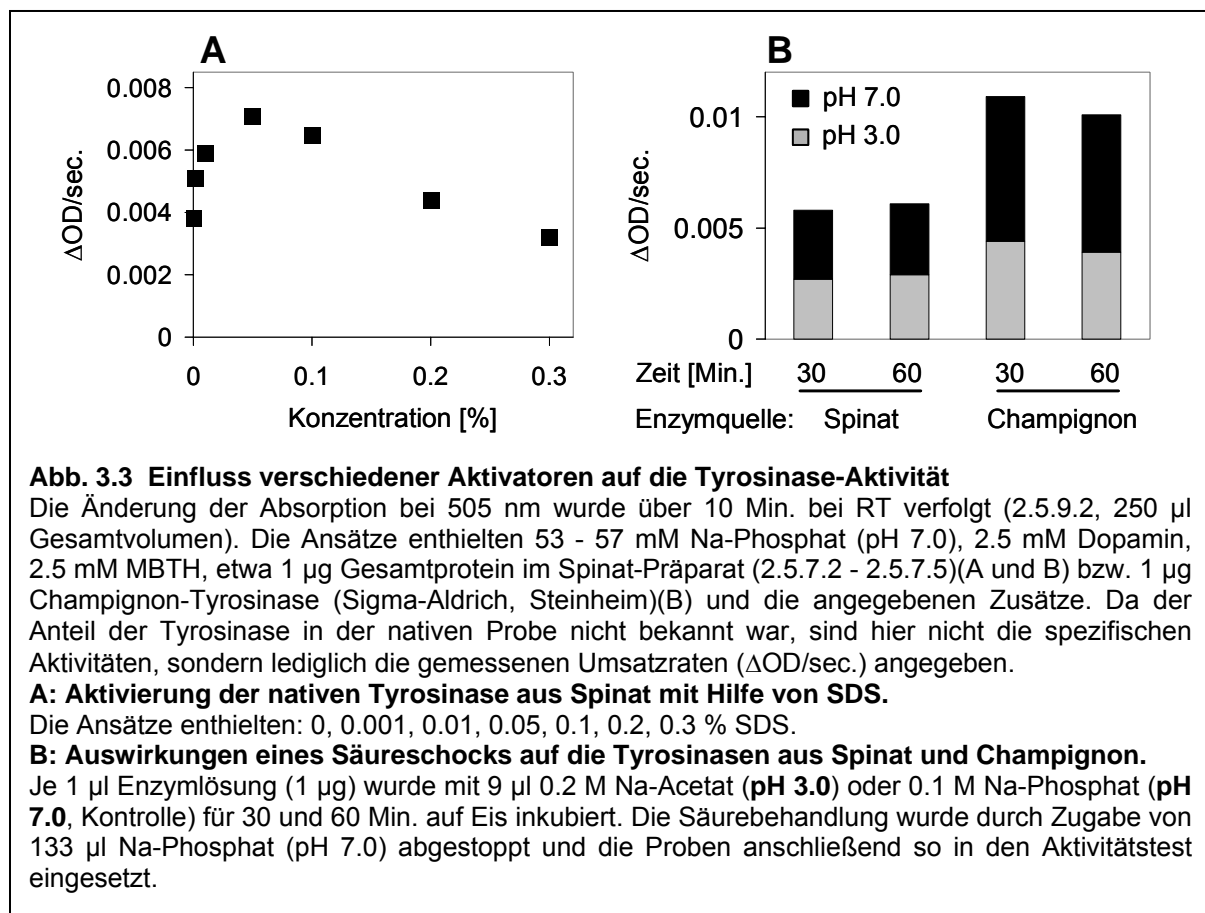 A
0.008
0.006
0.004
0.002
0
ΔOD/sec.
0 0.1 0.2 0.3
Konzentration [%]
B
pH 7.0
pH 3.0
0.01
0.005
0
ΔOD/sec.
Zeit [Min.] 30 60 30 60
Enzymquelle: Spinat Champignon
Abb. 3.3 Einfluss verschiedener Aktivatoren auf die Tyrosinase-Aktivität
Die Änderung der Absorption bei 505 nm wurde über 10 Min. bei RT verfolgt (2.5.9.2, 250 µl
Gesamtvolumen). Die Ansätze enthielten 53 - 57 mM Na-Phosphat (pH 7.0), 2.5 mM Dopamin,
2.5 mM MBTH, etwa 1 µg Gesamtprotein im Spinat-Präparat (2.5.7.2 - 2.5.7.5)(A und B) bzw. 1 µg
Champignon-Tyrosinase (Sigma-Aldrich, Steinheim)(B) und die angegebenen Zusätze. Da der
Anteil der Tyrosinase in der nativen Probe nicht bekannt war, sind hier nicht die spezifischen
Aktivitäten, sondern lediglich die gemessenen Umsatzraten (ΔOD/sec.) angegeben.
A: Aktivierung der nativen Tyrosinase aus Spinat mit Hilfe von SDS.
Die Ansätze enthielten: 0, 0.001, 0.01, 0.05, 0.1, 0.2, 0.3 % SDS.
B: Auswirkungen eines Säureschocks auf die Tyrosinasen aus Spinat und Champignon.
Je 1 µl Enzymlösung (1 µg) wurde mit 9 µl 0.2 M Na-Acetat (pH 3.0) oder 0.1 M Na-Phosphat (pH
7.0, Kontrolle) für 30 und 60 Min. auf Eis inkubiert. Die Säurebehandlung wurde durch Zugabe von
133 µl Na-Phosphat (pH 7.0) abgestoppt und die Proben anschließend so in den Aktivitätstest
eingesetzt.